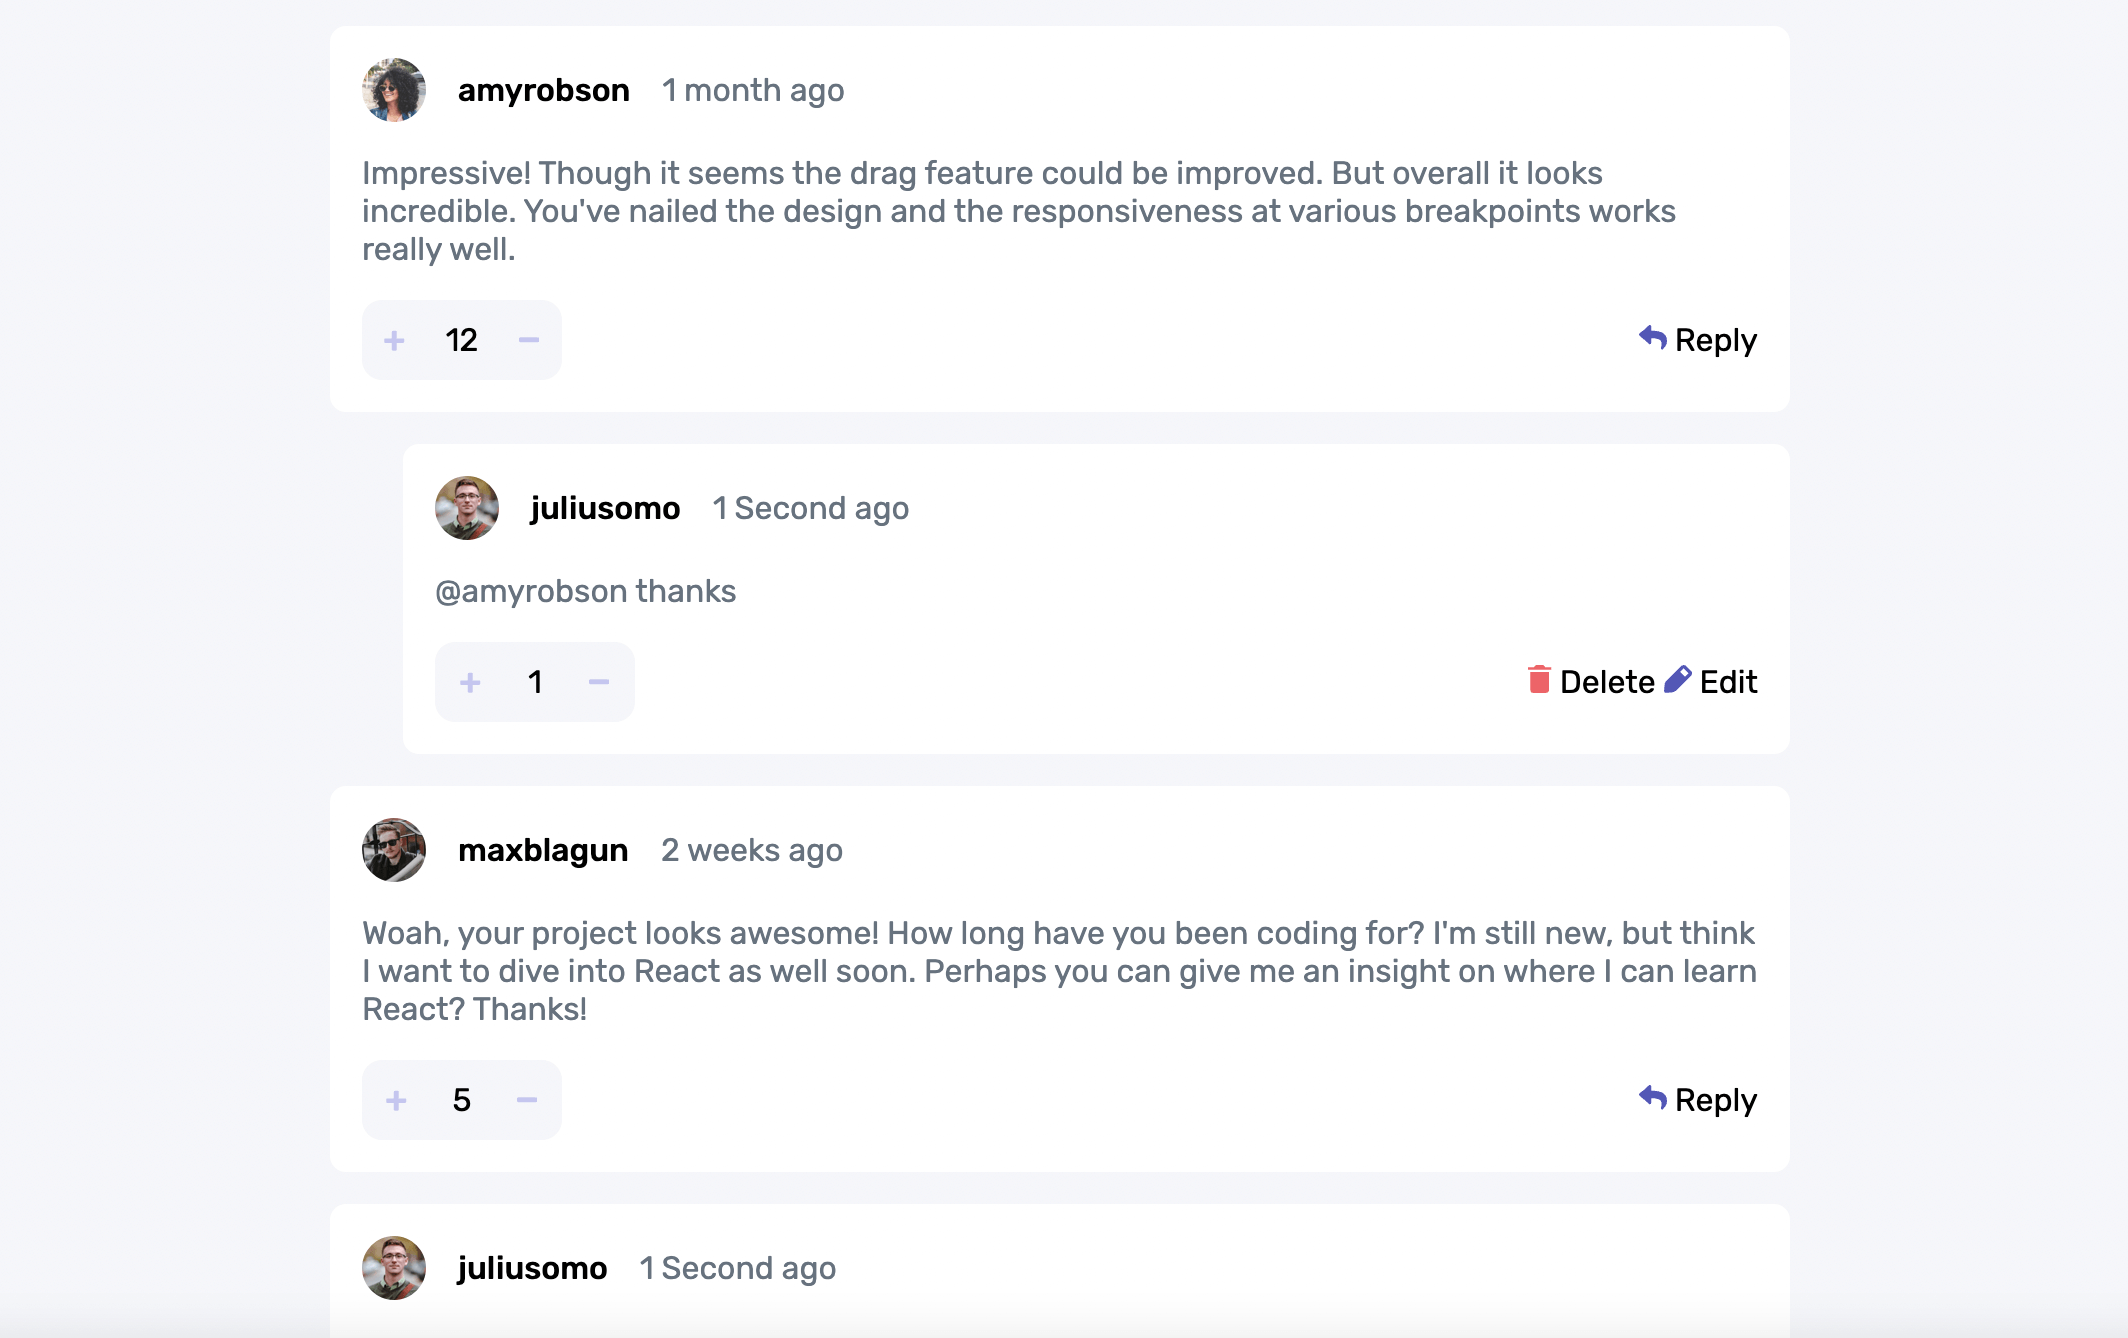 amyrobson 1 month ago
Impressive! Though it seems the drag feature could be improved. But overall it looks
incredible. You've nailed the design and the responsiveness at various breakpoints works
really well.
+ 12 −
Reply
juliusomo 1 Second ago
@amyrobson thanks
+ 1 −
Delete Edit
maxblagun 2 weeks ago
Woah, your project looks awesome! How long have you been coding for? I'm still new, but think
I want to dive into React as well soon. Perhaps you can give me an insight on where I can learn
React? Thanks!
+ 5 −
Reply
juliusomo 1 Second ago